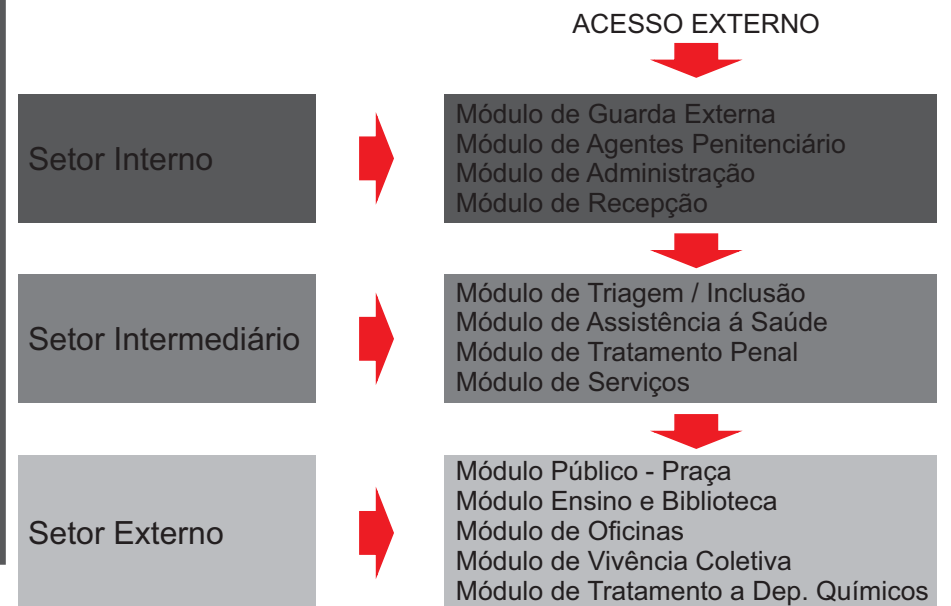 ACESSO EXTERNO
Setor Interno
Módulo de Guarda Externa
Módulo de Agentes Penitenciário
Módulo de Administração
Módulo de Recepção
Setor Intermediário
Módulo de Triagem / Inclusão
Módulo de Assistência á Saúde
Módulo de Tratamento Penal
Módulo de Serviços
Setor Externo
Módulo Público - Praça
Módulo Ensino e Biblioteca
Módulo de Oficinas
Módulo de Vivência Coletiva
Módulo de Tratamento a Dep. Químicos